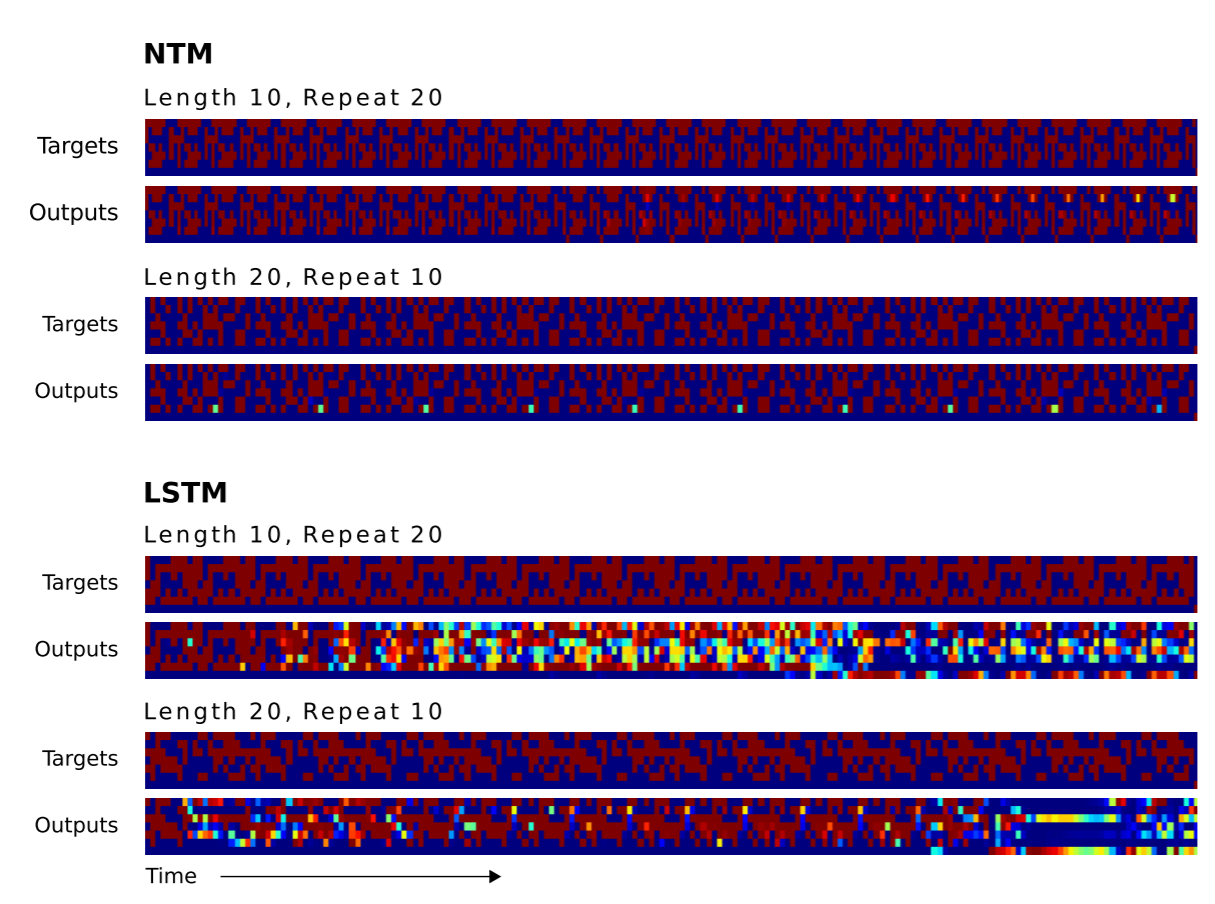 NTM
Length 10, Repeat 20
Targets
Outputs
Length 20, Repeat 10
Targets
Outputs
LSTM
Length 10, Repeat 20
Targets
Outputs
Length 20, Repeat 10
Targets
Outputs
Time